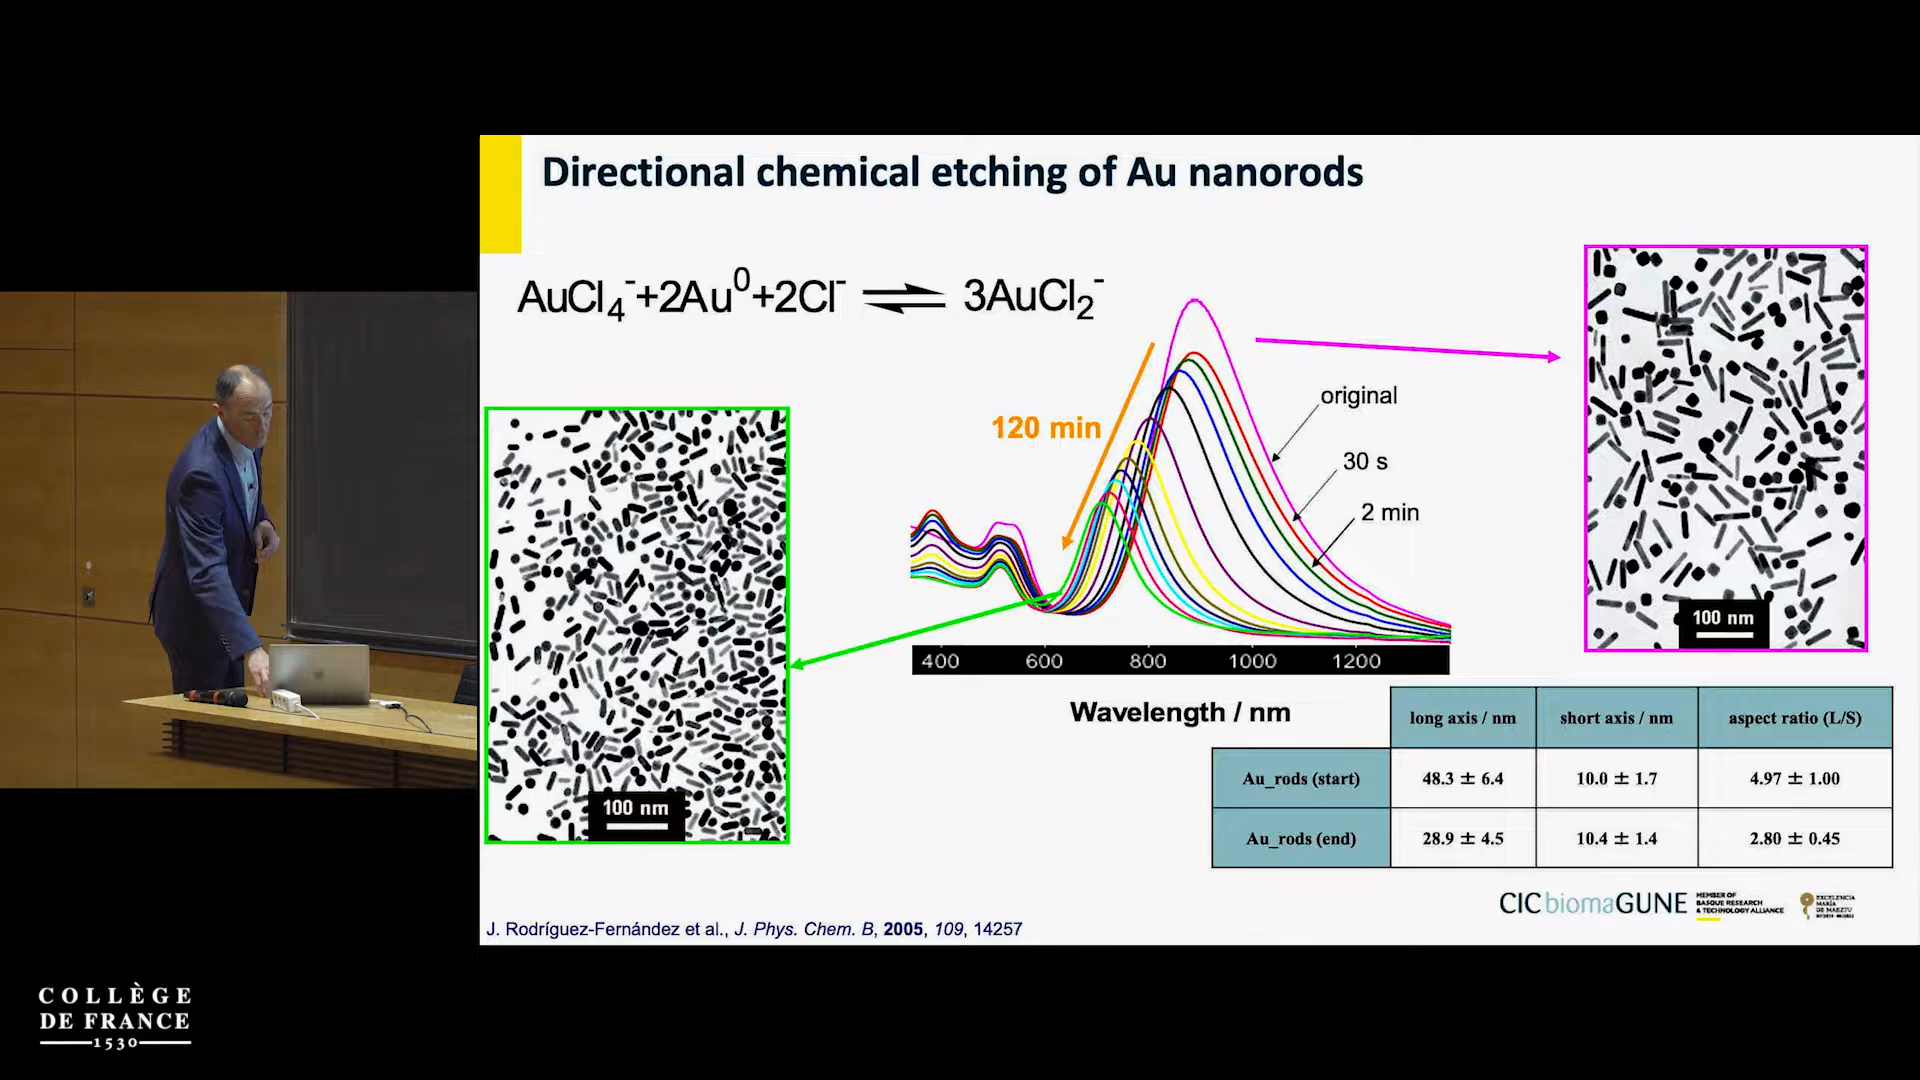 Directional chemical etching of Au nanorods
AuCl4-+2Au0+2Cl- ⇌ 3AuCl2-
120 min
original
30 s
2 min
100 nm
100 nm
400 600 800 1000 1200
Wavelength / nm
long axis / nm short axis / nm aspect ratio (L/S)
Au_rods (start) 48.3 ± 6.4 10.0 ± 1.7 4.97 ± 1.00
Au_rods (end) 28.9 ± 4.5 10.4 ± 1.4 2.80 ± 0.45
CIC biomaGUNE
MEMBER OF
BASQUE RESEARCH
& TECHNOLOGY ALLIANCE
EXCELENCIA
MARÍA
DE MAEZTU
J. Rodríguez-Fernández et al., J. Phys. Chem. B, 2005, 109, 14257
COLLÈGE
DE FRANCE
1530